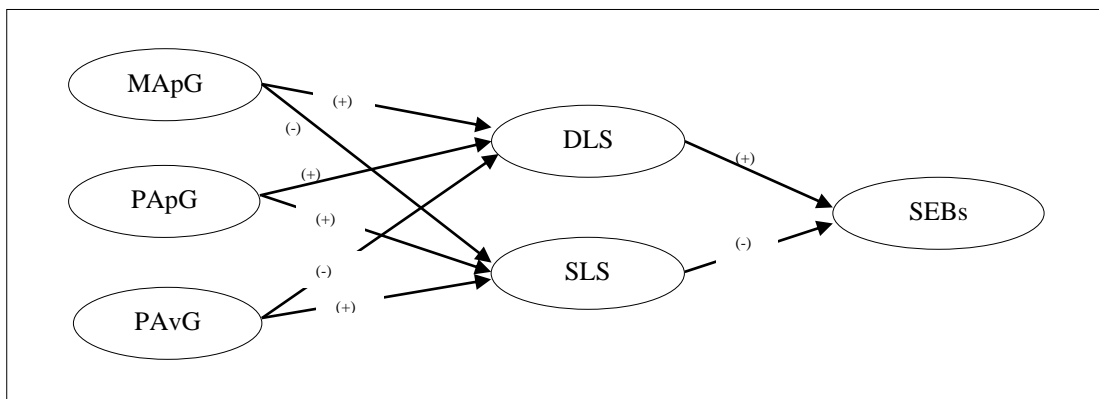 MApG
(+)
(-)
DLS
(+)
PApG
(+)
(+)
SEBs
(-)
SLS
(-)
PAvG
(+)